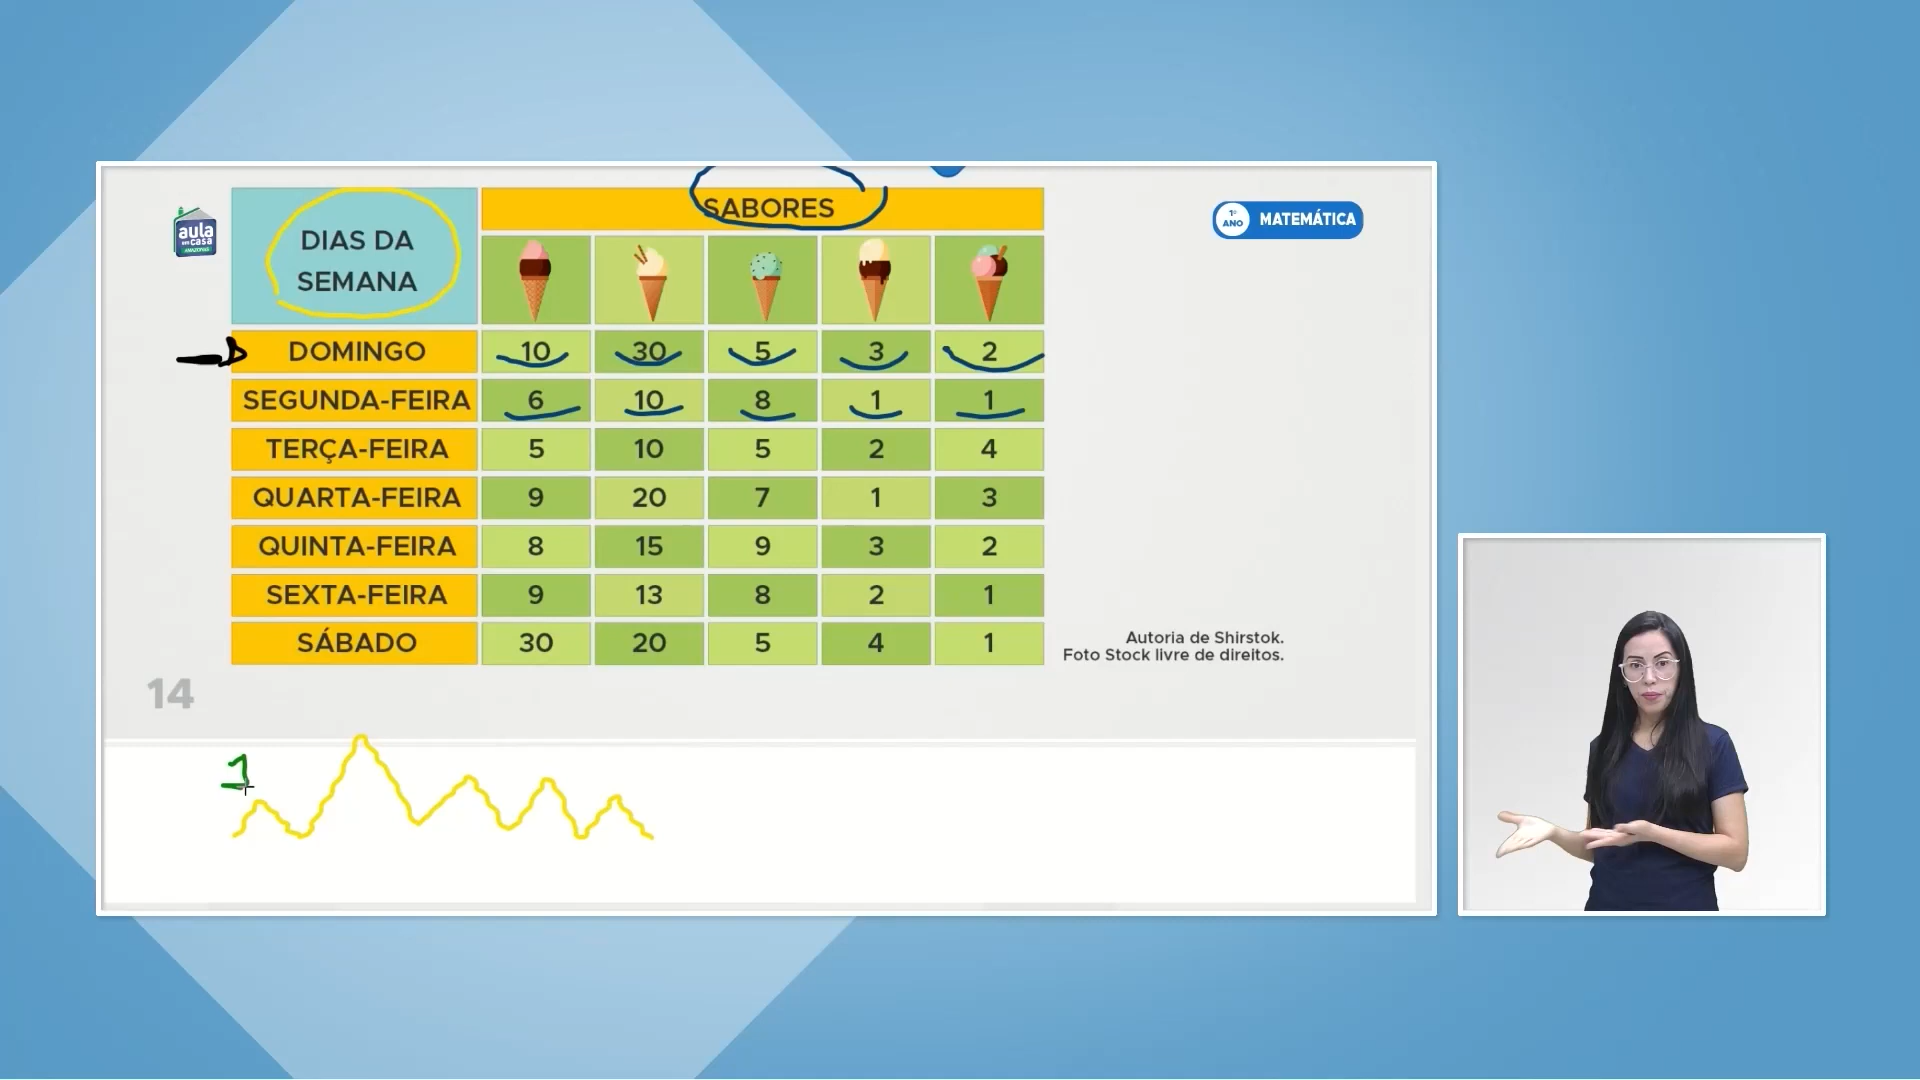 SABORES
DIAS DA
SEMANA
aula
em casa
AMAZONAS
1º
ANO
MATEMÁTICA
DOMINGO 10 30 5 3 2
SEGUNDA-FEIRA 6 10 8 1 1
TERÇA-FEIRA 5 10 5 2 4
QUARTA-FEIRA 9 20 7 1 3
QUINTA-FEIRA 8 15 9 3 2
SEXTA-FEIRA 9 13 8 2 1
SÁBADO 30 20 5 4 1
Autoria de Shirstok.
Foto Stock livre de direitos.
14
1